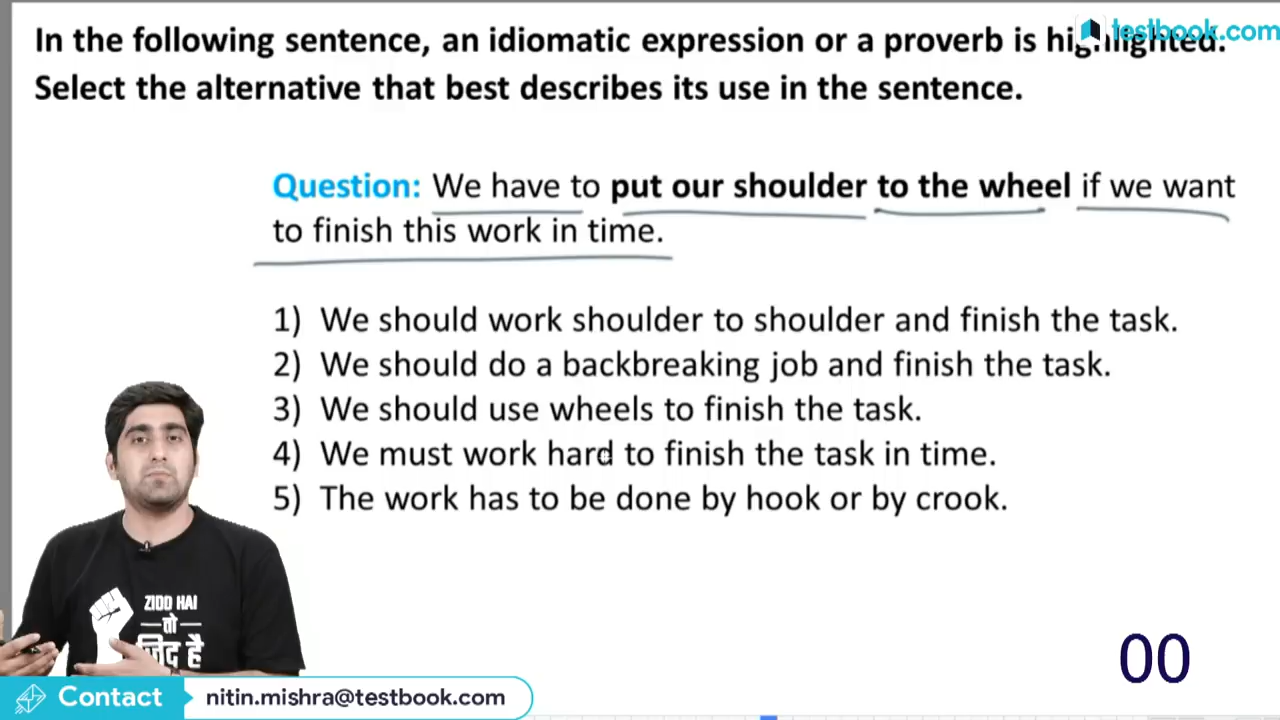 In the following sentence, an idiomatic expression or a proverb is highlighted.
testbook.com
Select the alternative that best describes its use in the sentence.
Question: We have to put our shoulder to the wheel if we want
to finish this work in time.
1) We should work shoulder to shoulder and finish the task.
2) We should do a backbreaking job and finish the task.
3) We should use wheels to finish the task.
4) We must work hard to finish the task in time.
5) The work has to be done by hook or by crook.
ZIDD HAI
तो
ज़िद है
00
Contact nitin.mishra@testbook.com